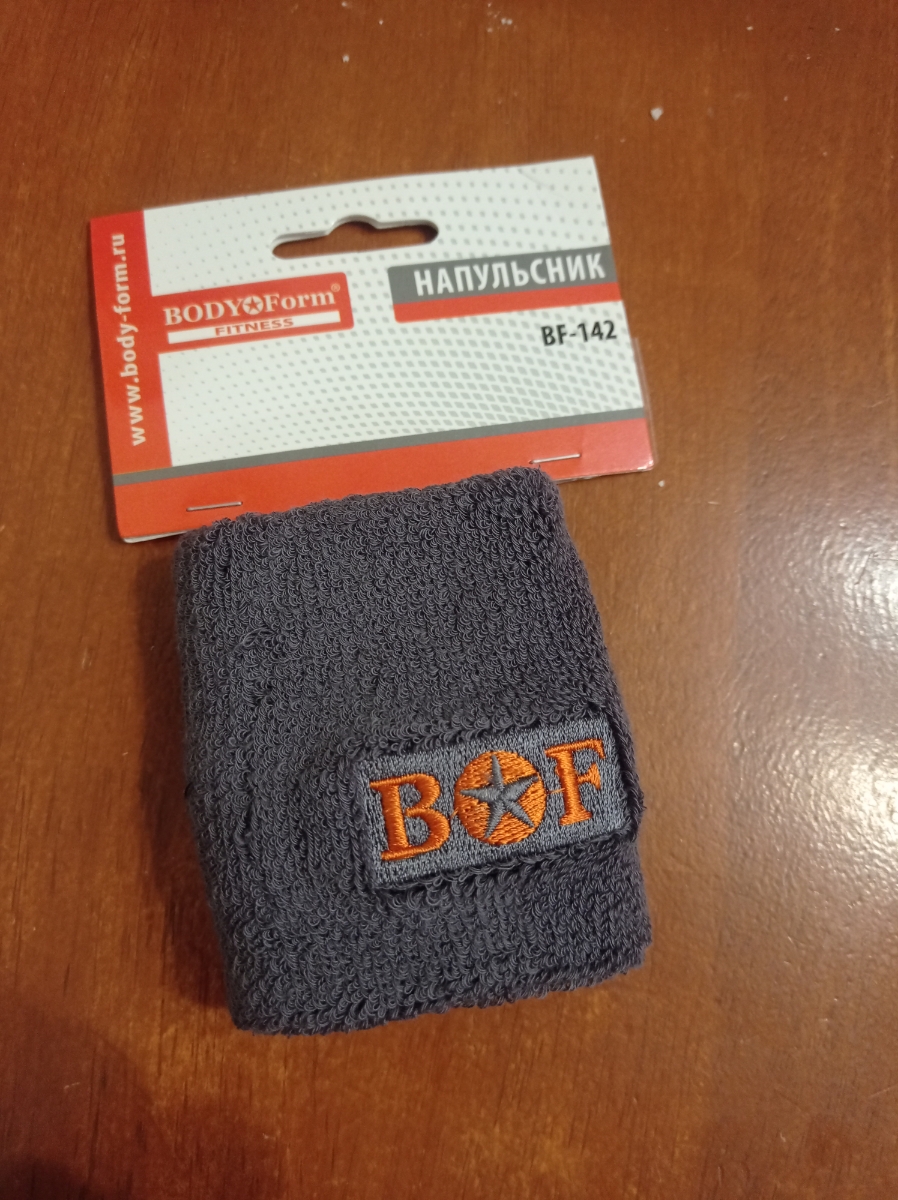 www.body-form.ru
BODY Form®
FITNESS
НАПУЛЬСНИК
BF-142
B F